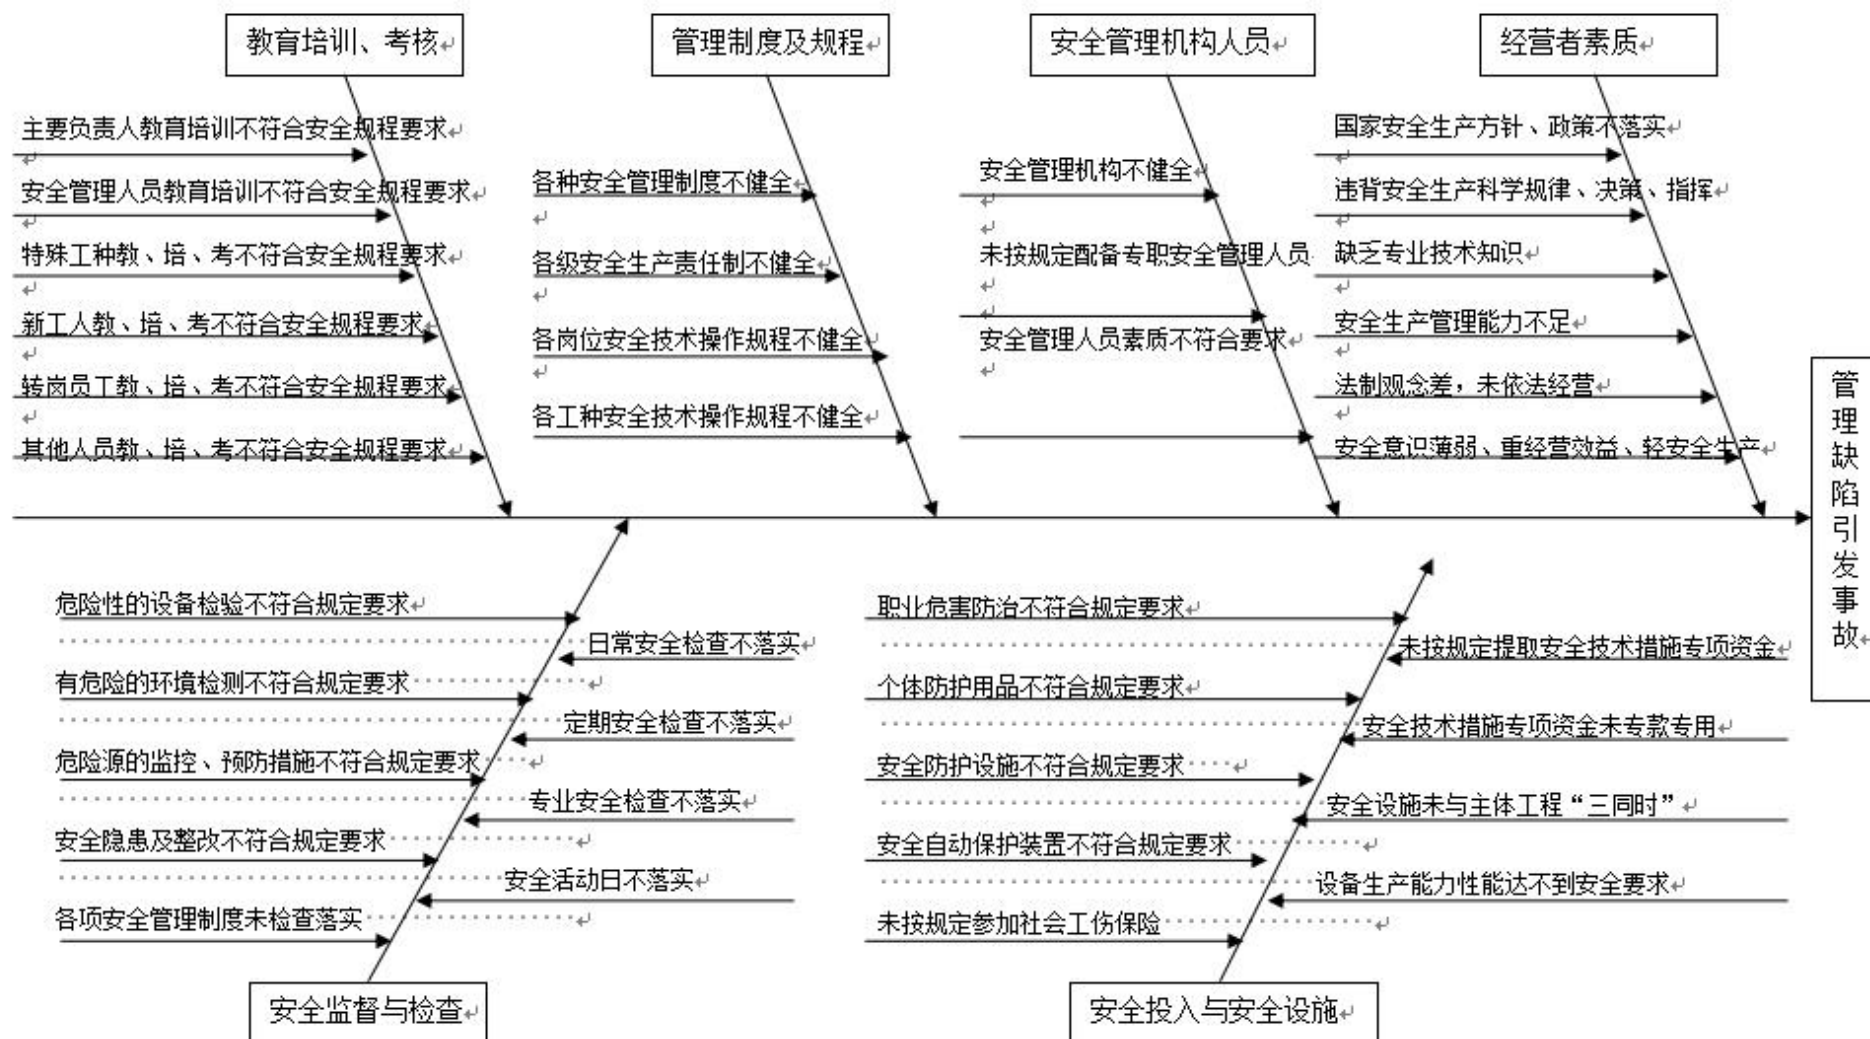 教育培训、考核
管理制度及规程
安全管理机构人员
经营者素质
主要负责人教育培训不符合安全规程要求
安全管理人员教育培训不符合安全规程要求
特殊工种教、培、考不符合安全规程要求
新工人教、培、考不符合安全规程要求
转岗员工教、培、考不符合安全规程要求
其他人员教、培、考不符合安全规程要求
各种安全管理制度不健全
各级安全生产责任制不健全
各岗位安全技术操作规程不健全
各工种安全技术操作规程不健全
安全管理机构不健全
未按规定配备专职安全管理人员
安全管理人员素质不符合要求
国家安全生产方针、政策不落实
违背安全生产科学规律、决策、指挥
缺乏专业技术知识
安全生产管理能力不足
法制观念差，未依法经营
安全意识薄弱、重经营效益、轻安全生产
管理缺陷引发事故
危险性的设备检验不符合规定要求
日常安全检查不落实
有危险的环境检测不符合规定要求
定期安全检查不落实
危险源的监控、预防措施不符合规定要求
专业安全检查不落实
安全隐患及整改不符合规定要求
安全活动日不落实
各项安全管理制度未检查落实
职业危害防治不符合规定要求
未按规定提取安全技术措施专项资金
个体防护用品不符合规定要求
安全技术措施专项资金未专款专用
安全防护设施不符合规定要求
安全设施未与主体工程“三同时”
安全自动保护装置不符合规定要求
设备生产能力性能达不到安全要求
未按规定参加社会工伤保险
安全监督与检查
安全投入与安全设施